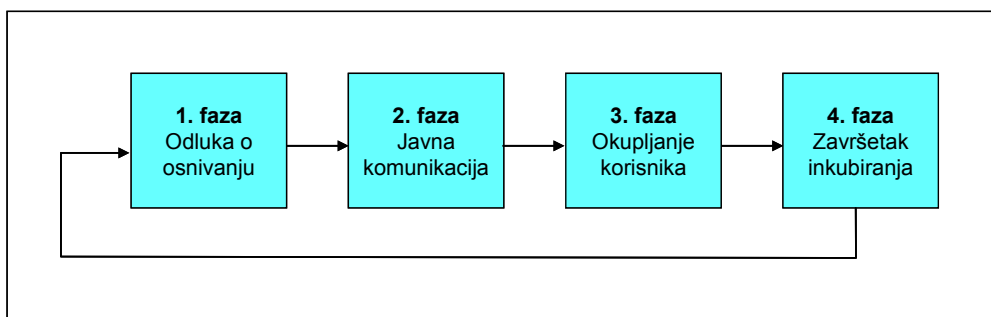 1. faza
Odluka o
osnivanju
2. faza
Javna
komunikacija
3. faza
Okupljanje
korisnika
4. faza
Završetak
inkubiranja